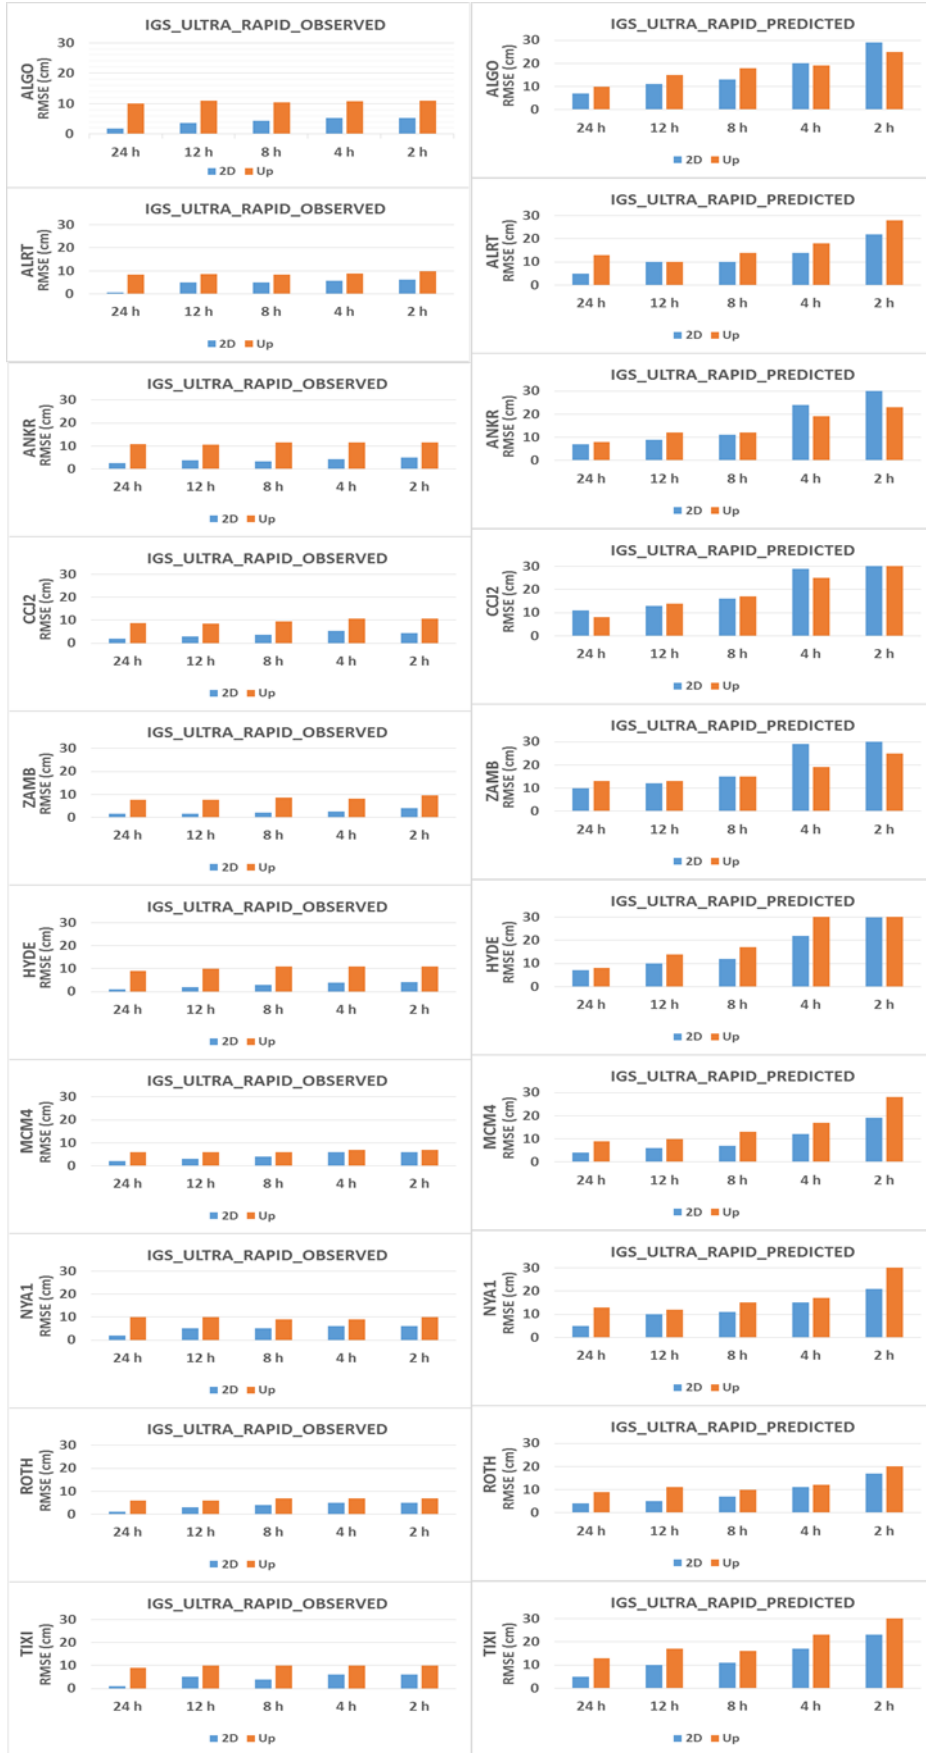 IGS_ULTRA_RAPID_OBSERVED
ALGO
RMSE (cm)
30
20
10
0
24 h 12 h 8 h 4 h 2 h
2D Up
IGS_ULTRA_RAPID_PREDICTED
ALGO
RMSE (cm)
30
20
10
0
24 h 12 h 8 h 4 h 2 h
2D Up
IGS_ULTRA_RAPID_OBSERVED
ALRT
RMSE (cm)
30
20
10
0
24 h 12 h 8 h 4 h 2 h
2D Up
IGS_ULTRA_RAPID_PREDICTED
ALRT
RMSE (cm)
30
20
10
0
24 h 12 h 8 h 4 h 2 h
2D Up
IGS_ULTRA_RAPID_OBSERVED
ANKR
RMSE (cm)
30
20
10
0
24 h 12 h 8 h 4 h 2 h
2D Up
IGS_ULTRA_RAPID_PREDICTED
ANKR
RMSE (cm)
30
20
10
0
24 h 12 h 8 h 4 h 2 h
2D Up
IGS_ULTRA_RAPID_OBSERVED
CCJ2
RMSE (cm)
30
20
10
0
24 h 12 h 8 h 4 h 2 h
2D Up
IGS_ULTRA_RAPID_PREDICTED
CCJ2
RMSE (cm)
30
20
10
0
24 h 12 h 8 h 4 h 2 h
2D Up
IGS_ULTRA_RAPID_OBSERVED
ZAMB
RMSE (cm)
30
20
10
0
24 h 12 h 8 h 4 h 2 h
2D Up
IGS_ULTRA_RAPID_PREDICTED
ZAMB
RMSE (cm)
30
20
10
0
24 h 12 h 8 h 4 h 2 h
2D Up
IGS_ULTRA_RAPID_OBSERVED
HYDE
RMSE (cm)
30
20
10
0
24 h 12 h 8 h 4 h 2 h
2D Up
IGS_ULTRA_RAPID_PREDICTED
HYDE
RMSE (cm)
30
20
10
0
24 h 12 h 8 h 4 h 2 h
2D Up
IGS_ULTRA_RAPID_OBSERVED
MCM4
RMSE (cm)
30
20
10
0
24 h 12 h 8 h 4 h 2 h
2D Up
IGS_ULTRA_RAPID_PREDICTED
MCM4
RMSE (cm)
30
20
10
0
24 h 12 h 8 h 4 h 2 h
2D Up
IGS_ULTRA_RAPID_OBSERVED
NYA1
RMSE (cm)
30
20
10
0
24 h 12 h 8 h 4 h 2 h
2D Up
IGS_ULTRA_RAPID_PREDICTED
NYA1
RMSE (cm)
30
20
10
0
24 h 12 h 8 h 4 h 2 h
2D Up
IGS_ULTRA_RAPID_OBSERVED
ROTH
RMSE (cm)
30
20
10
0
24 h 12 h 8 h 4 h 2 h
2D Up
IGS_ULTRA_RAPID_PREDICTED
ROTH
RMSE (cm)
30
20
10
0
24 h 12 h 8 h 4 h 2 h
2D Up
IGS_ULTRA_RAPID_OBSERVED
TIXI
RMSE (cm)
30
20
10
0
24 h 12 h 8 h 4 h 2 h
2D Up
IGS_ULTRA_RAPID_PREDICTED
TIXI
RMSE (cm)
30
20
10
0
24 h 12 h 8 h 4 h 2 h
2D Up